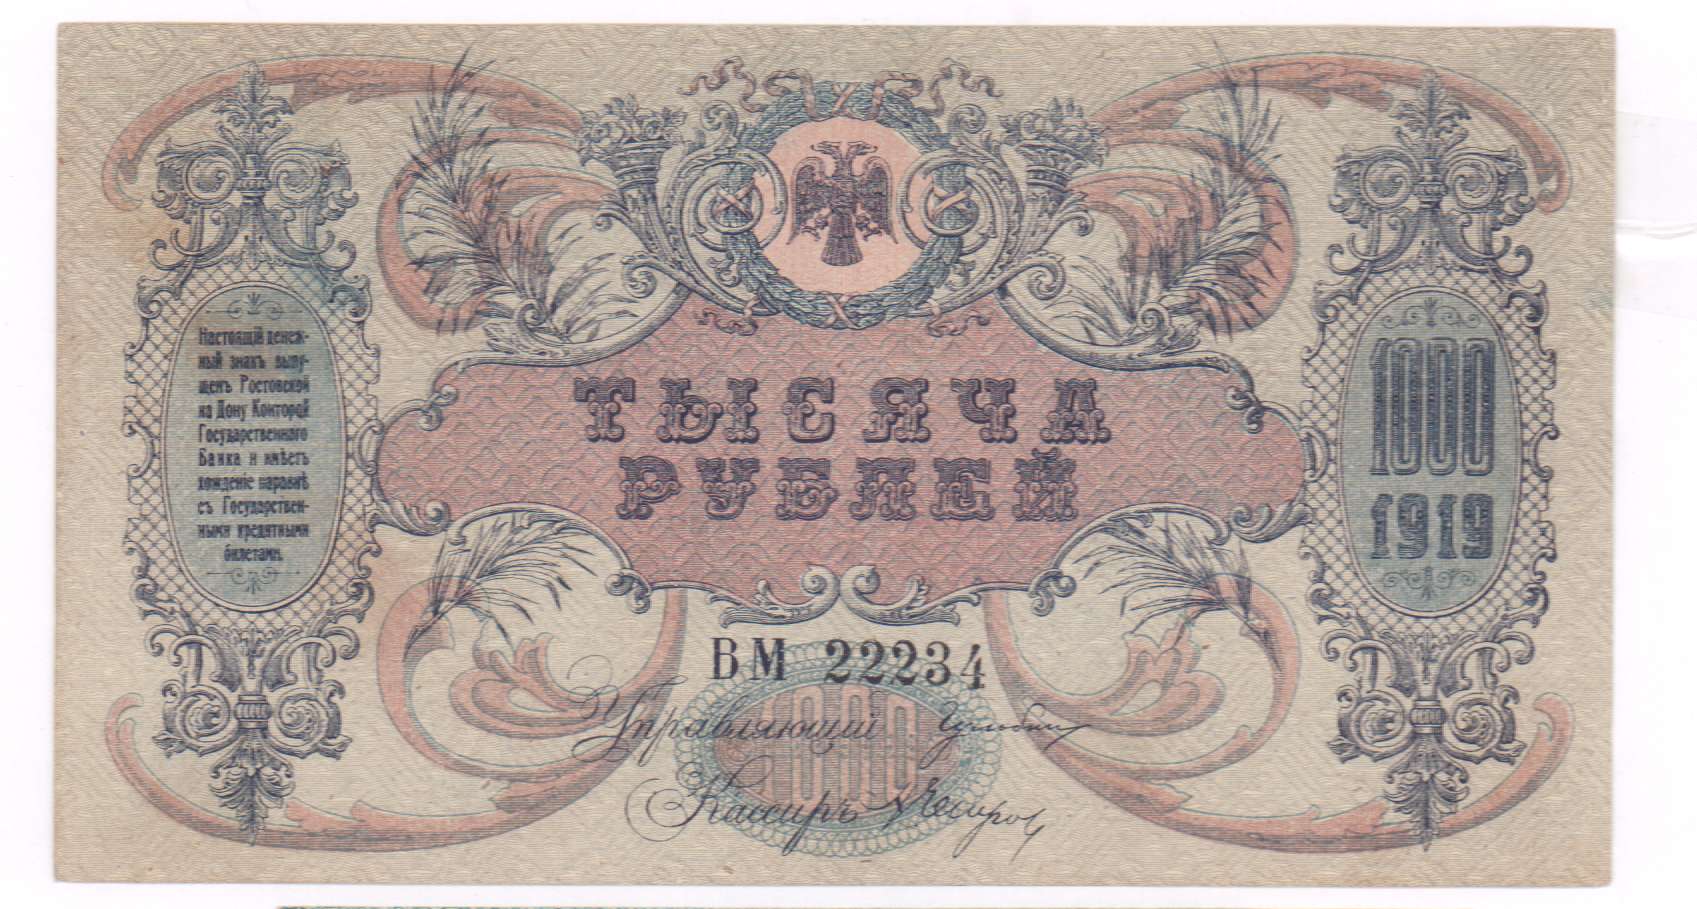 Настоящій денеж-
ный знакъ выпу-
щенъ Ростовской
на Дону Конторой
Государственнаго
Банка и имѣетъ
хожденіе наравнѣ
съ Государствен-
ными кредитными
билетами.
ТЫСЯЧА
РУБЛЕЙ
1000
1919
ВМ 22234
1000
Управляющій
Кассиръ